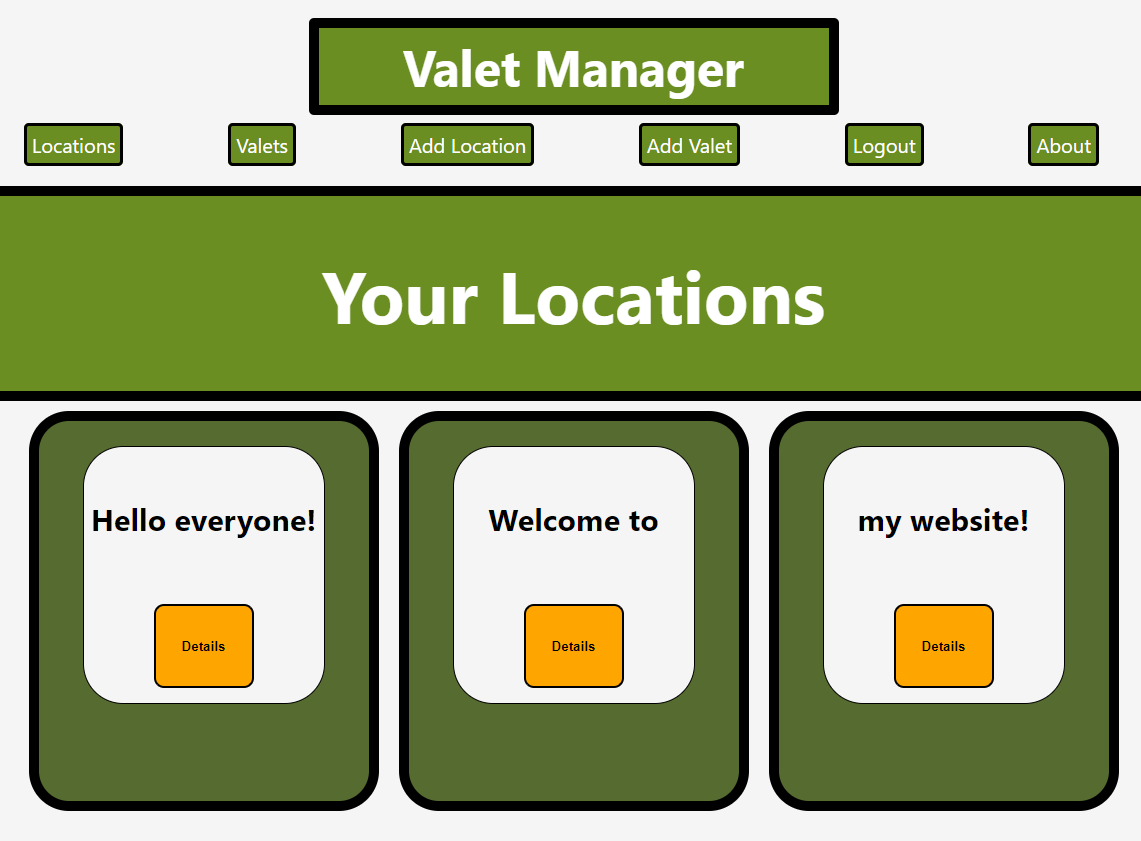 Valet Manager
Locations Valets Add Location Add Valet Logout About
Your Locations
Hello everyone! Welcome to my website!
Details Details Details